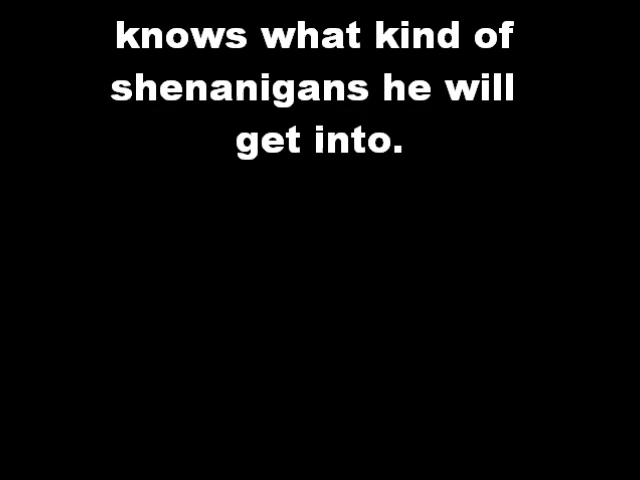 knows what kind of
shenanigans he will
get into.